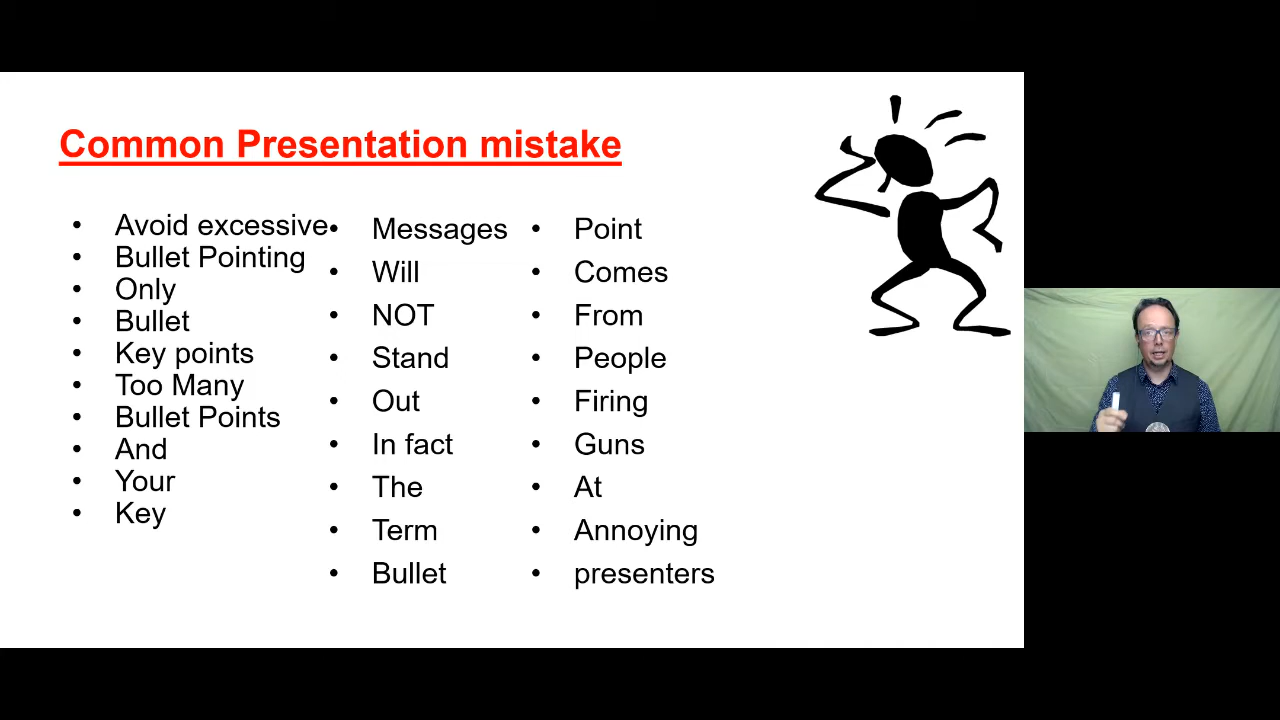 Common Presentation mistake
• Avoid excessive
• Bullet Pointing
• Only
• Bullet
• Key points
• Too Many
• Bullet Points
• And
• Your
• Key
• Messages
• Will
• NOT
• Stand
• Out
• In fact
• The
• Term
• Bullet
• Point
• Comes
• From
• People
• Firing
• Guns
• At
• Annoying
• presenters